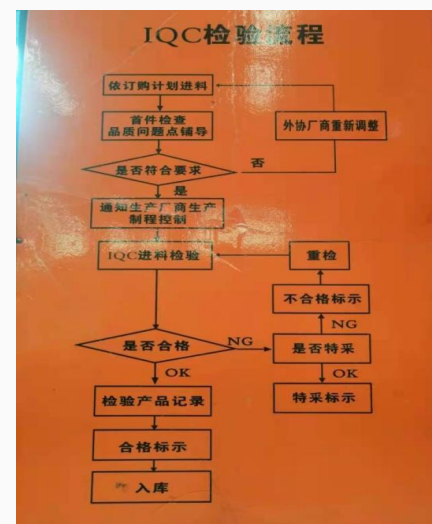 IQC检验流程
依订购计划进料
首件检查
品质问题点铺导
外协厂商重新调整
是否符合要求
否
是
通知生产厂商生产
制程控制
IQC进料检验
重检
不合格标示
NG
是否合格
NG
是否特采
OK
OK
检验产品记录
特采标示
合格标示
入库